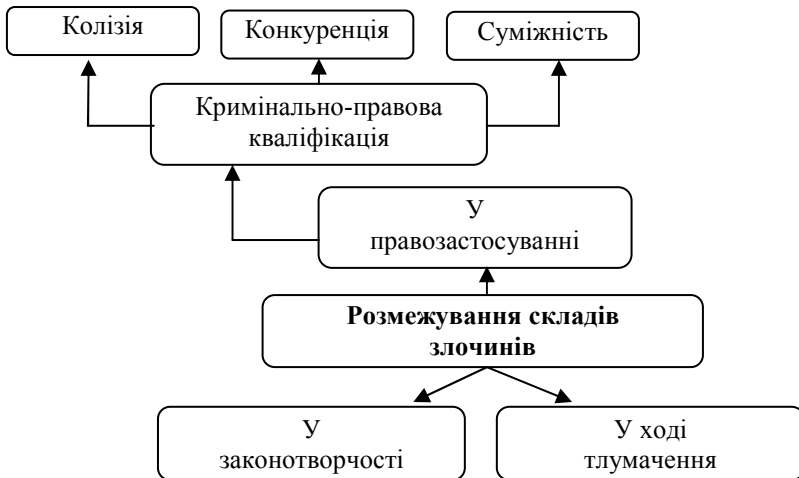 Колізія
Конкуренція
Суміжність
Кримінально-правова
кваліфікація
У
правозастосуванні
Розмежування складів
злочинів
У
законотворчості
У ході
тлумачення